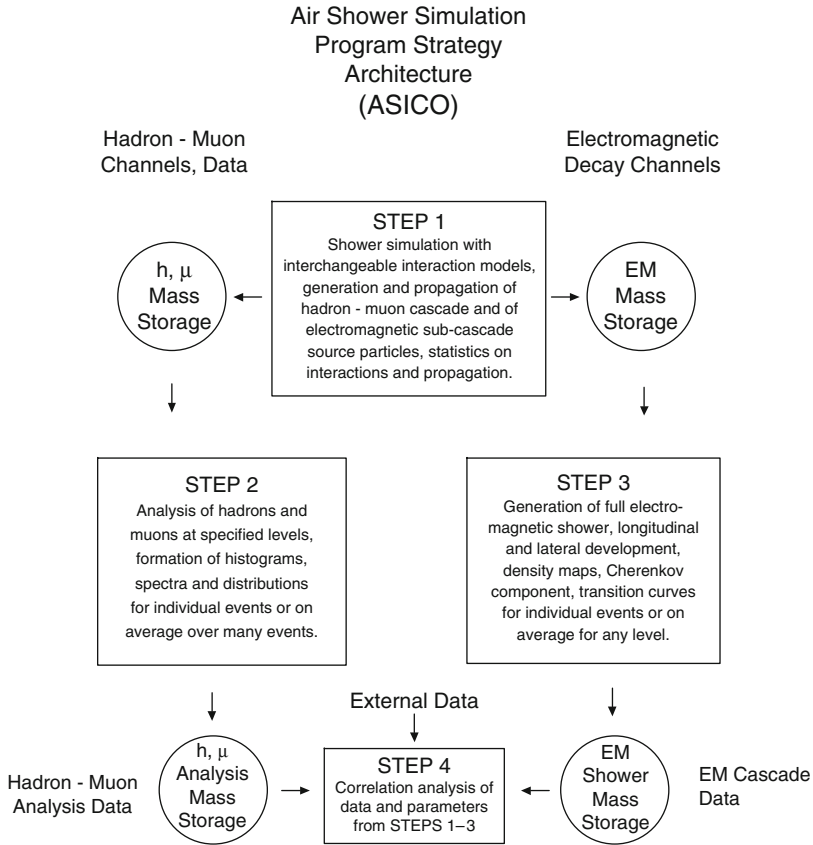 Air Shower Simulation
Program Strategy
Architecture
(ASICO)
Hadron - Muon
Channels, Data
Electromagnetic
Decay Channels
h, μ
Mass
Storage
STEP 1
Shower simulation with
interchangeable interaction models,
generation and propagation of
hadron - muon cascade and of
electromagnetic sub-cascade
source particles, statistics on
interactions and propagation.
EM
Mass
Storage
STEP 2
Analysis of hadrons and
muons at specified levels,
formation of histograms,
spectra and distributions
for individual events or on
average over many events.
STEP 3
Generation of full electro-
magnetic shower, longitudinal
and lateral development,
density maps, Cherenkov
component, transition curves
for individual events or on
average for any level.
External Data
Hadron - Muon
Analysis Data
h, μ
Analysis
Mass
Storage
STEP 4
Correlation analysis of
data and parameters
from STEPS 1–3
EM
Shower
Mass
Storage
EM Cascade
Data